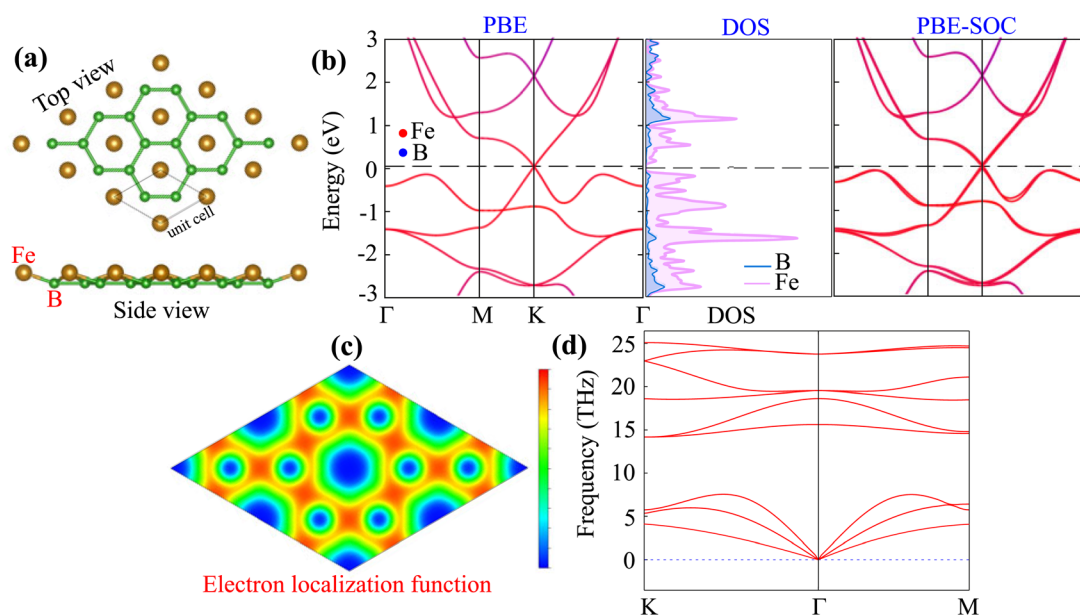 (a)
Top view
unit cell
Fe
B
Side view
(b)
PBE
DOS
PBE-SOC
Energy (eV)
3
2
1
0
-1
-2
-3
Fe
B
B
Fe
Γ
M
K
Γ
DOS
(c)
Electron localization function
(d)
Frequency (THz)
25
20
15
10
5
0
K
Γ
M